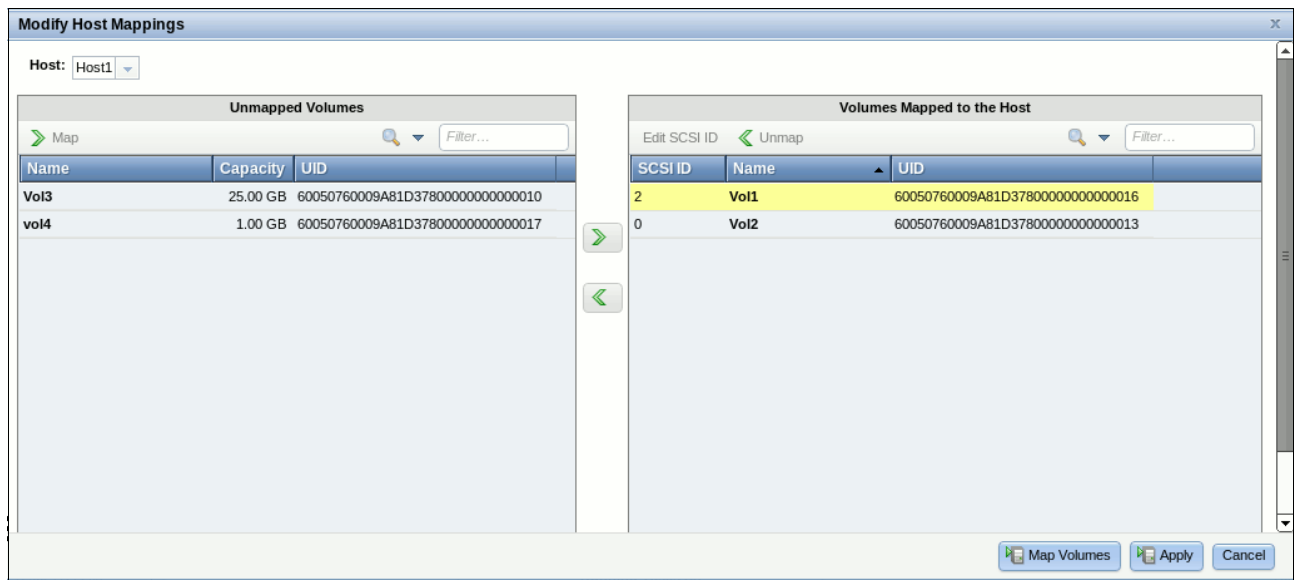 Modify Host Mappings x
Host: Host1
Unmapped Volumes
Map Filter...
Name Capacity UID
Vol3 25.00 GB 60050760009A81D37800000000000010
vol4 1.00 GB 60050760009A81D37800000000000017
Volumes Mapped to the Host
Edit SCSI ID Unmap Filter...
SCSI ID Name UID
2 Vol1 60050760009A81D37800000000000016
0 Vol2 60050760009A81D37800000000000013
Map Volumes Apply Cancel